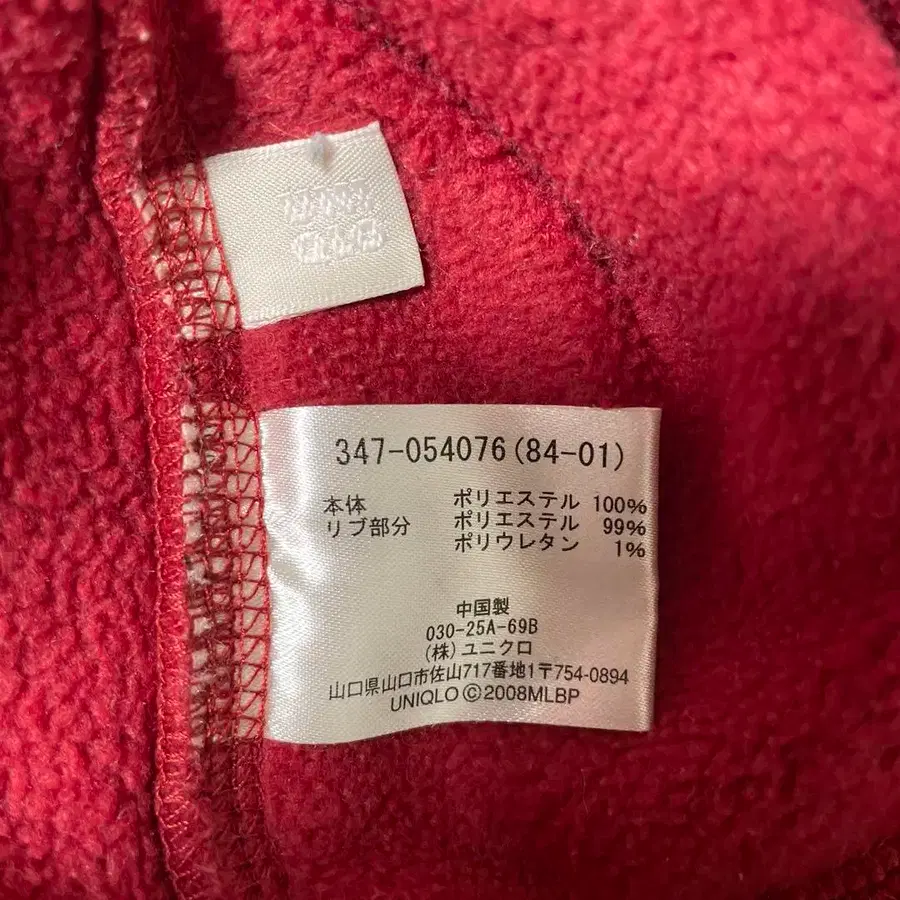 347-054076(84-01)
本体 ポリエステル 100%
リブ部分 ポリエステル 99%
ポリウレタン 1%
中国製
030-25A-69B
(株)ユニクロ
山口県山口市佐山717番地1〒754-0894
UNIQLO©2008MLBP